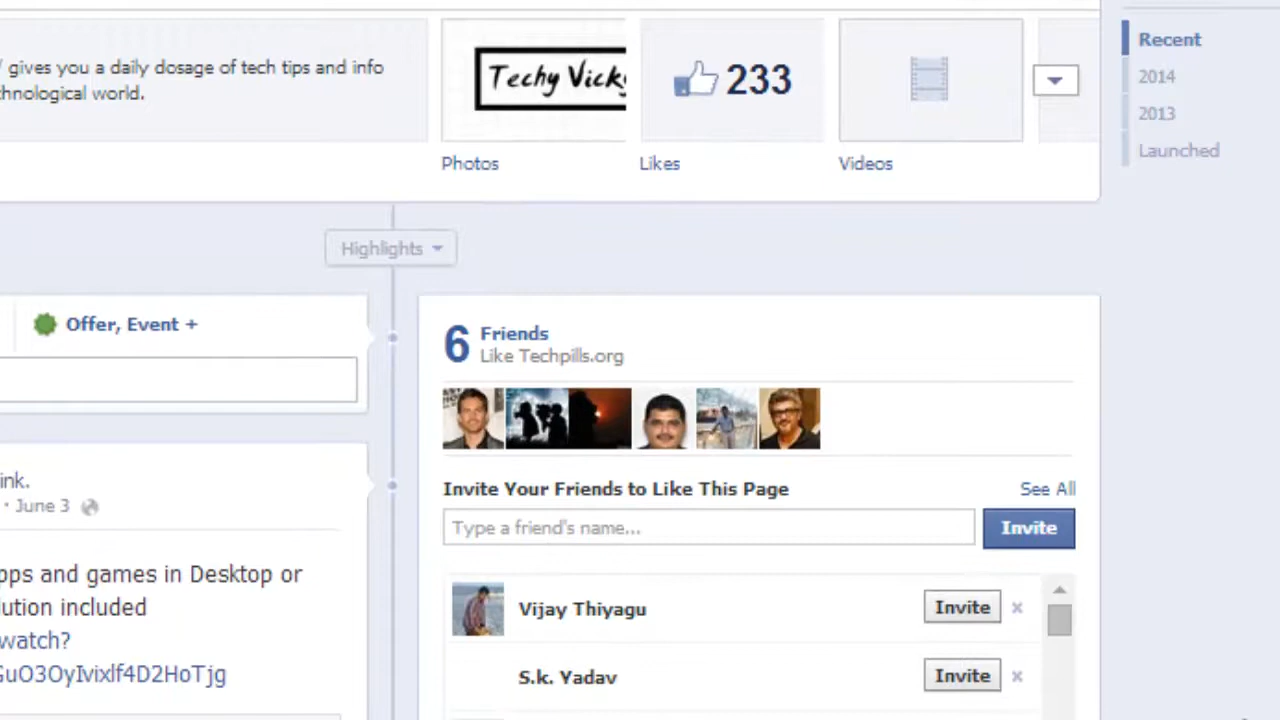 gives you a daily dosage of tech tips and info
hnological world.
Techy Vick
233
Photos
Likes
Videos
Recent
2014
2013
Launched
Highlights
Offer, Event +
6 Friends
Like Techpills.org
Invite Your Friends to Like This Page
See All
Type a friend's name...
Invite
ink.
· June 3
pps and games in Desktop or
lution included
watch?
GuO3OyIvixlf4D2HoTjg
Vijay Thiyagu
Invite ×
S.k. Yadav
Invite ×